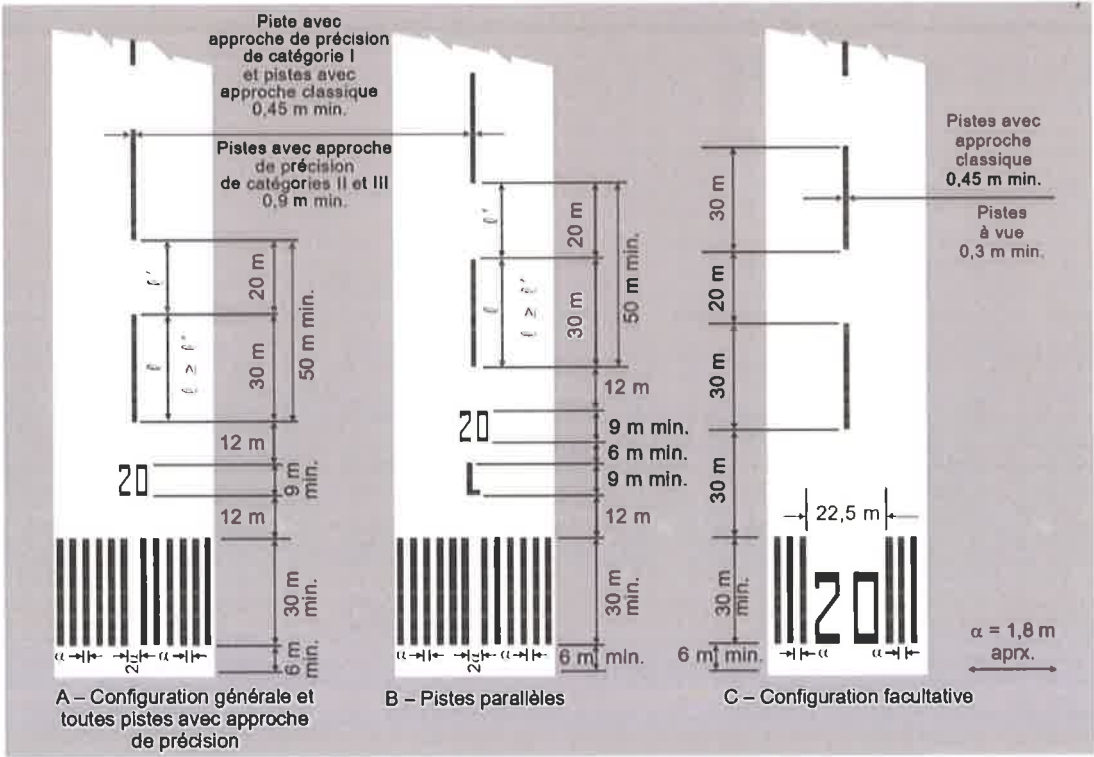 Piste avec
approche de précision
de catégorie I
et pistes avec
approche classique
0,45 m min.
Pistes avec approche
de précision
de catégories II et III
0,9 m min.
ℓ′
20 m
ℓ
ℓ ≥ ℓ′
30 m
50 m min.
12 m
20
9 m
min.
12 m
30 m
min.
α
2α
α
6 m
min.
A – Configuration générale et
toutes pistes avec approche
de précision
ℓ′
20 m
ℓ
ℓ ≥ ℓ′
30 m
50 m min.
12 m
20
9 m min.
6 m min.
L
9 m min.
12 m
30 m
min.
α
2α
α
6 m min.
B – Pistes parallèles
Pistes avec
approche
classique
0,45 m min.
Pistes
à vue
0,3 m min.
30 m
20 m
30 m
30 m
22,5 m
30 m
min.
20
6 m min.
α
α
α = 1,8 m
aprx.
C – Configuration facultative